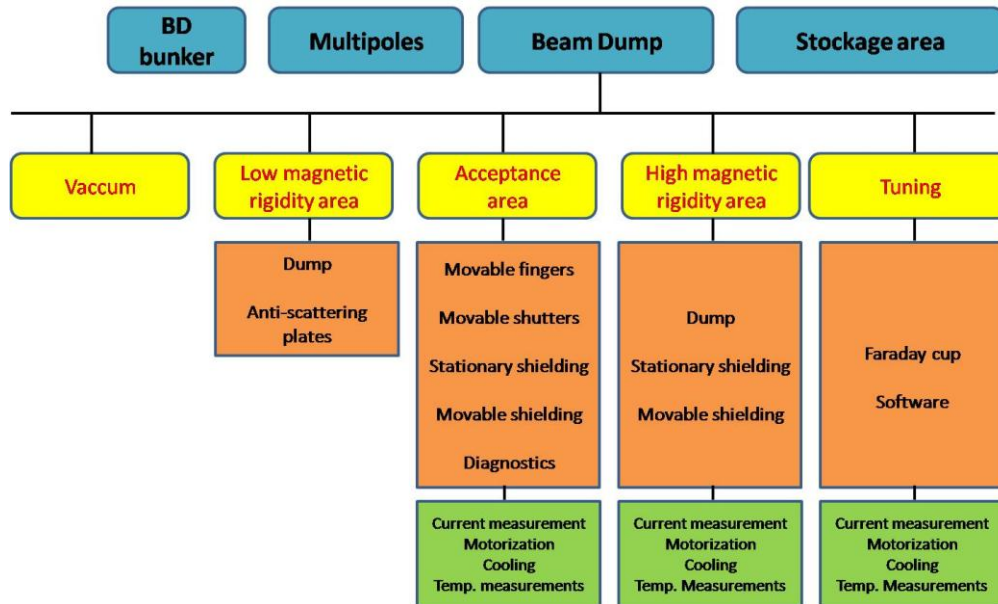 BD
bunker
Multipoles
Beam Dump
Stockage area
Vaccum
Low magnetic
rigidity area
Acceptance
area
High magnetic
rigidity area
Tuning
Dump
Anti-scattering
plates
Movable fingers
Movable shutters
Stationary shielding
Movable shielding
Diagnostics
Dump
Stationary shielding
Movable shielding
Faraday cup
Software
Current measurement
Motorization
Cooling
Temp. measurements
Current measurement
Motorization
Cooling
Temp. Measurements
Current measurement
Motorization
Cooling
Temp. Measurements